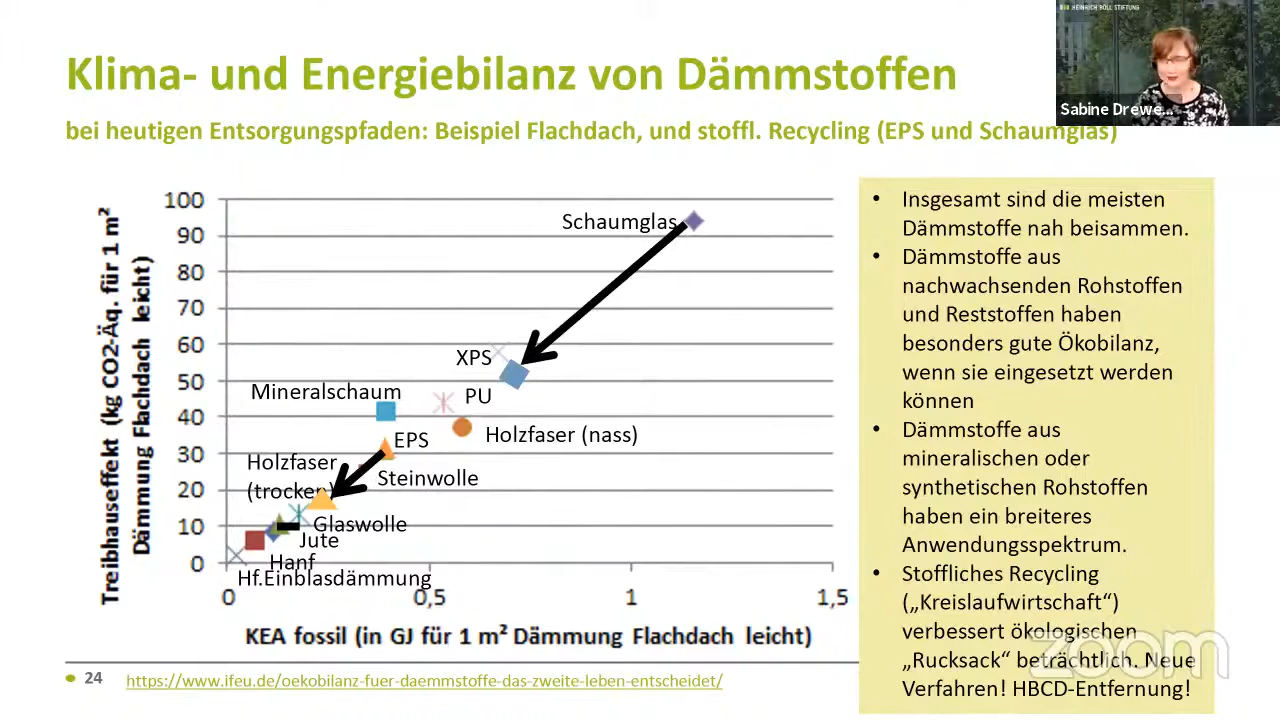 HEINRICH BÖLL STIFTUNG
Klima- und Energiebilanz von Dämmstoffen
Sabine Drewe...
bei heutigen Entsorgungspfaden: Beispiel Flachdach, und stoffl. Recycling (EPS und Schaumglas)
Treibhauseffekt (kg CO2-Äq. für 1 m²
Dämmung Flachdach leicht)
100
90
80
70
60
50
40
30
20
10
0
Schaumglas
XPS
Mineralschaum
PU
EPS
Holzfaser (nass)
Holzfaser
(trocken)
Steinwolle
Glaswolle
Jute
Hanf
Hf.Einblasdämmung
0
0,5
1
1,5
KEA fossil (in GJ für 1 m² Dämmung Flachdach leicht)
• Insgesamt sind die meisten
Dämmstoffe nah beisammen.
• Dämmstoffe aus
nachwachsenden Rohstoffen
und Reststoffen haben
besonders gute Ökobilanz,
wenn sie eingesetzt werden
können
• Dämmstoffe aus
mineralischen oder
synthetischen Rohstoffen
haben ein breiteres
Anwendungsspektrum.
• Stoffliches Recycling
(„Kreislaufwirtschaft“)
verbessert ökologischen
„Rucksack“ beträchtlich. Neue
Verfahren! HBCD-Entfernung!
zoom
24
https://www.ifeu.de/oekobilanz-fuer-daemmstoffe-das-zweite-leben-entscheidet/